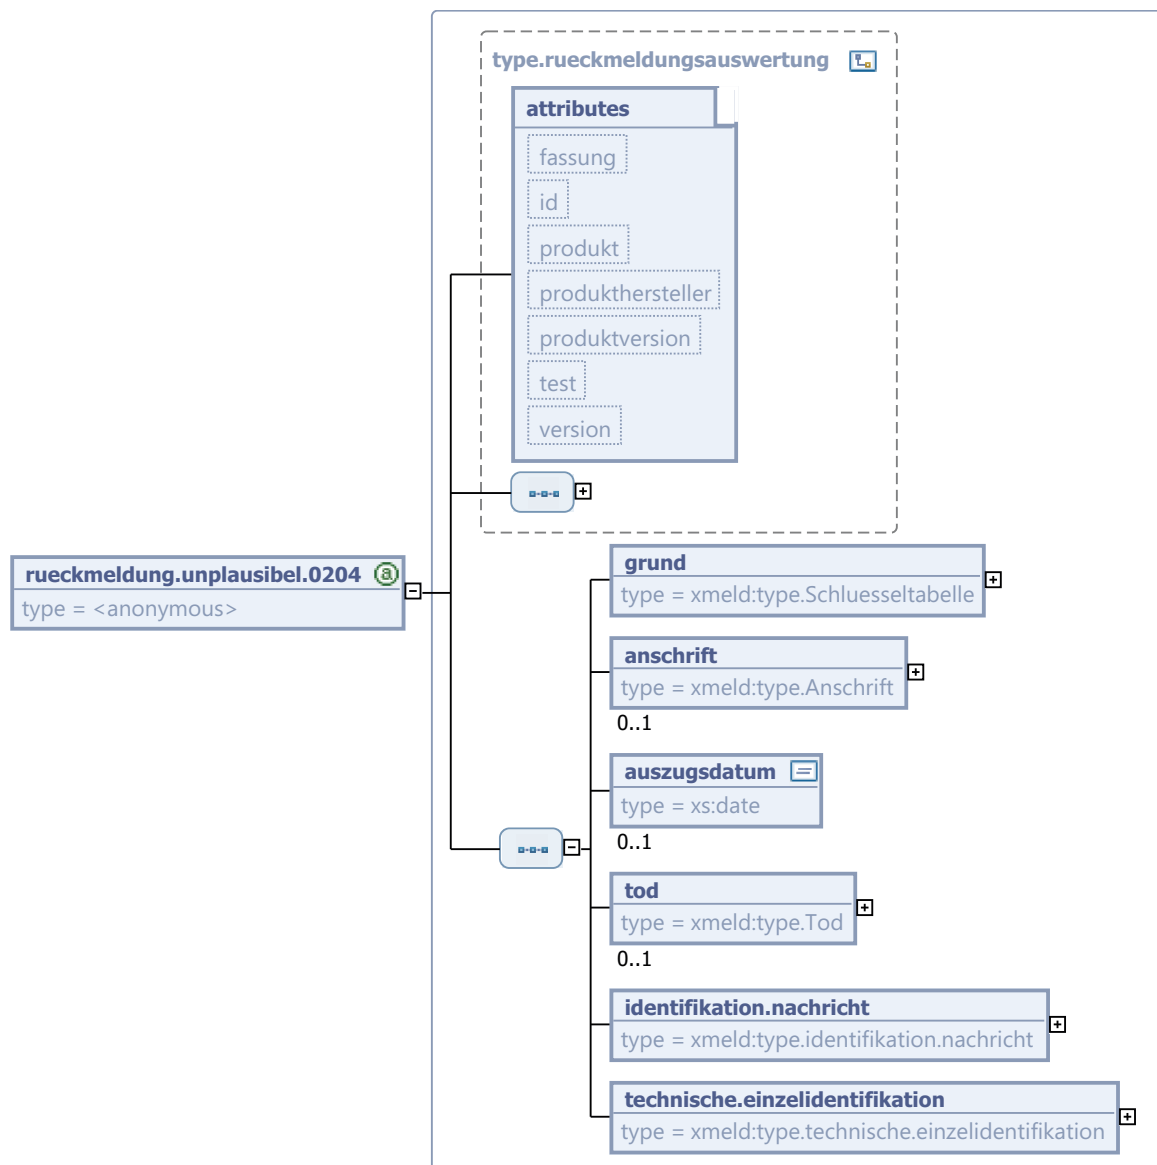 type.rueckmeldungsauswertung
attributes
fassung
id
produkt
produkthersteller
produktversion
test
version
rueckmeldung.unplausibel.0204 @
type = <anonymous>
grund
type = xmeld:type.Schluesseltabelle
anschrift
type = xmeld:type.Anschrift
0..1
auszugsdatum
type = xs:date
0..1
tod
type = xmeld:type.Tod
0..1
identifikation.nachricht
type = xmeld:type.identifikation.nachricht
technische.einzelidentifikation
type = xmeld:type.technische.einzelidentifikation